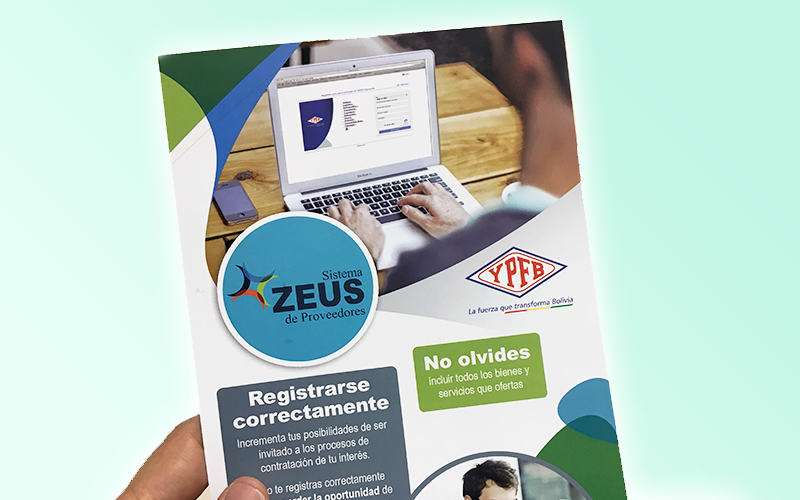 Sistema
ZEUS
de Proveedores
YPFB
La fuerza que transforma Bolivia
No olvides
incluir todos los bienes y
servicios que ofertas
Registrarse
correctamente
Incrementa tus posibilidades de ser
invitado a los procesos de
contratación de tu interés.
te registras correctamente
la oportunidad de